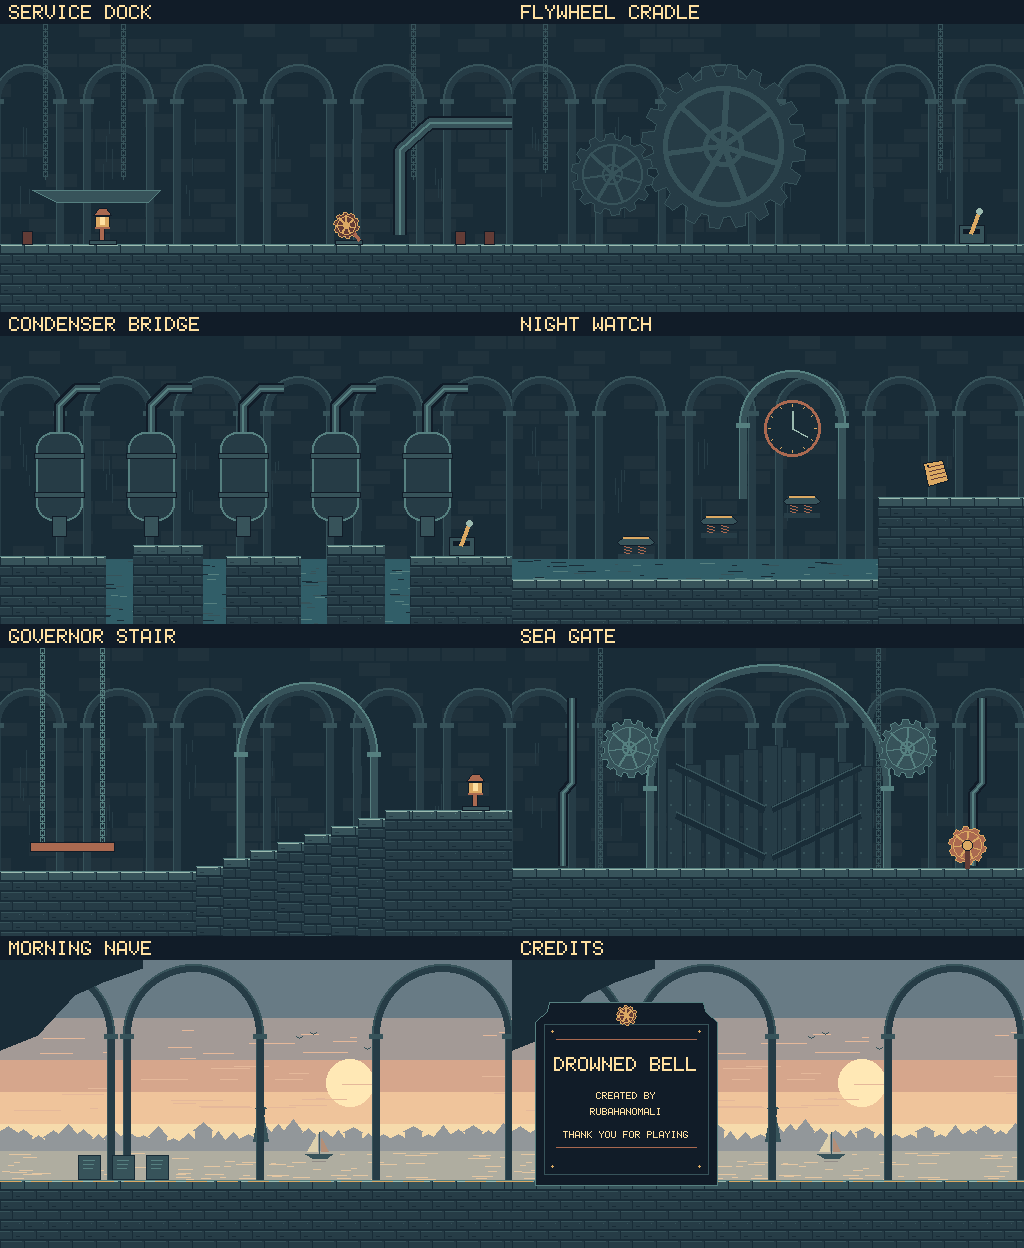 SERVICE DOCK
FLYWHEEL CRADLE
CONDENSER BRIDGE
NIGHT WATCH
GOVERNOR STAIR
SEA GATE
MORNING NAVE
CREDITS
DROWNED BELL
CREATED BY
RUBAHANOMALI
THANK YOU FOR PLAYING